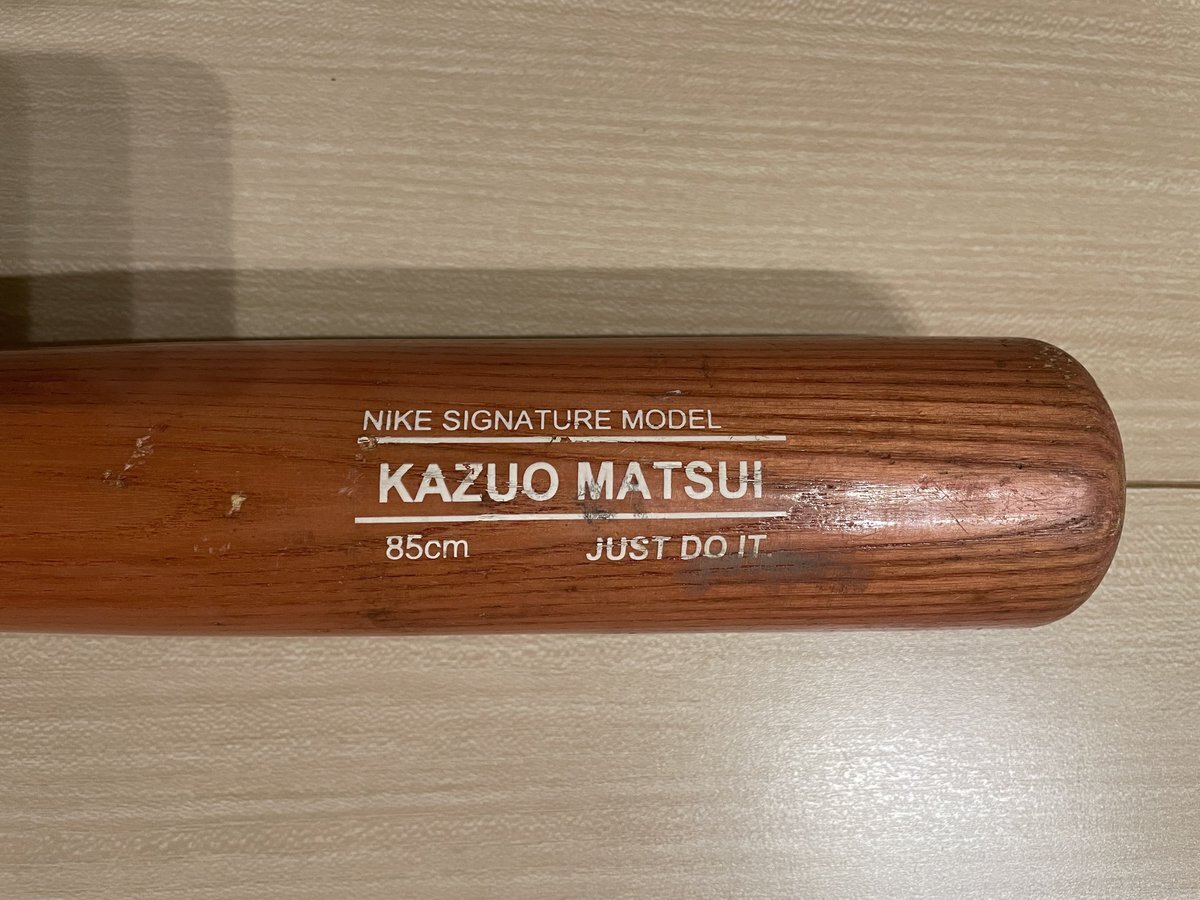 NIKE SIGNATURE MODEL
KAZUO MATSUI
85cm JUST DO IT.